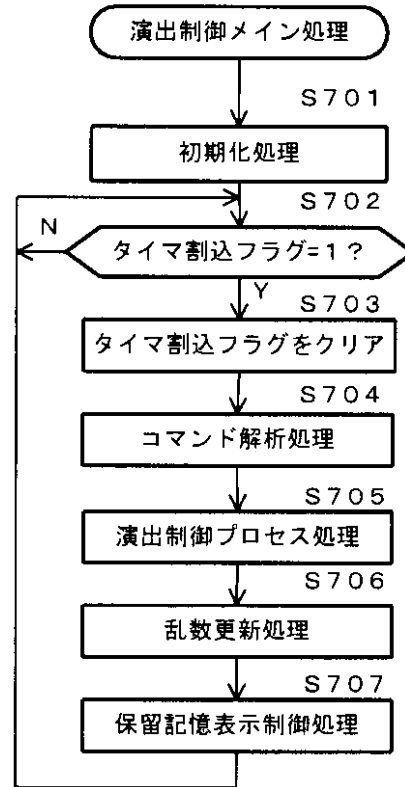 演出制御メイン処理
S701
初期化処理
S702
N
タイマ割込フラグ=1?
Y
S703
タイマ割込フラグをクリア
S704
コマンド解析処理
S705
演出制御プロセス処理
S706
乱数更新処理
S707
保留記憶表示制御処理